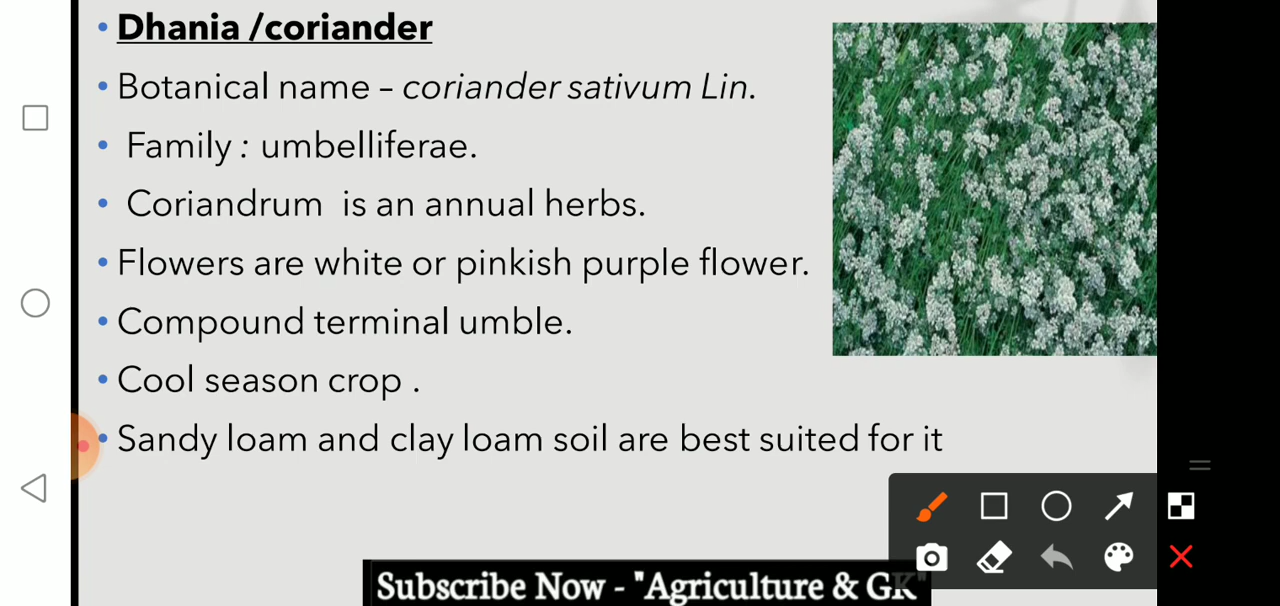 • Dhania /coriander
• Botanical name – coriander sativum Lin.
• Family : umbelliferae.
• Coriandrum is an annual herbs.
• Flowers are white or pinkish purple flower.
• Compound terminal umble.
• Cool season crop .
• Sandy loam and clay loam soil are best suited for it
Subscribe Now - "Agriculture & GK"